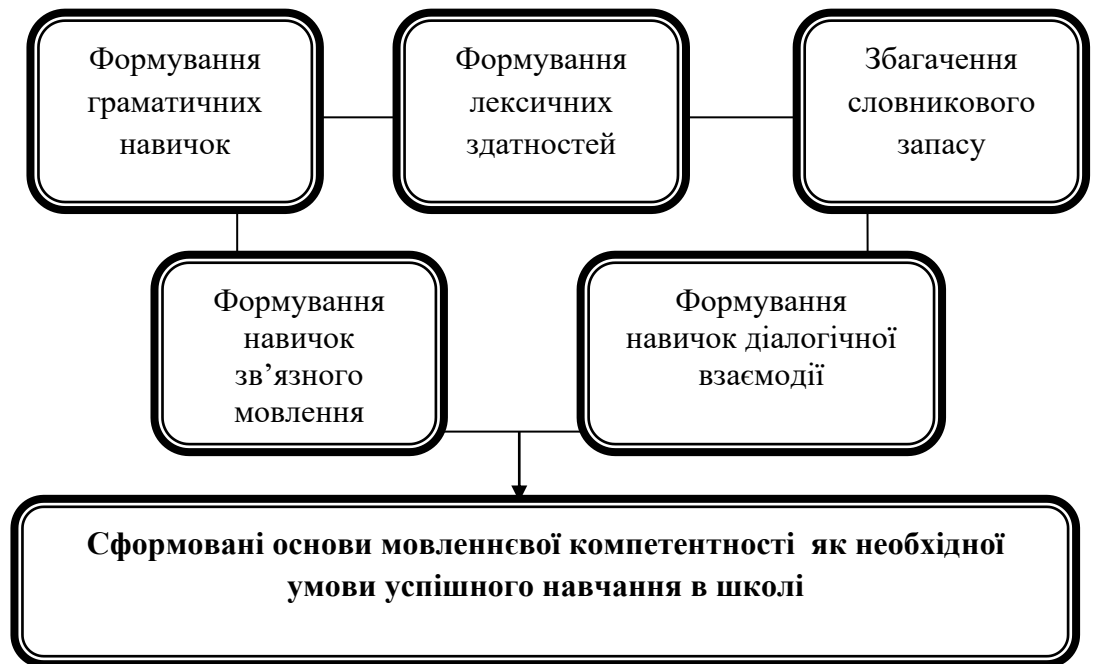 Формування
граматичних
навичок
Формування
лексичних
здатностей
Збагачення
словникового
запасу
Формування
навичок
зв’язного
мовлення
Формування
навичок діалогічної
взаємодії
Сформовані основи мовленнєвої компетентності як необхідної
умови успішного навчання в школі